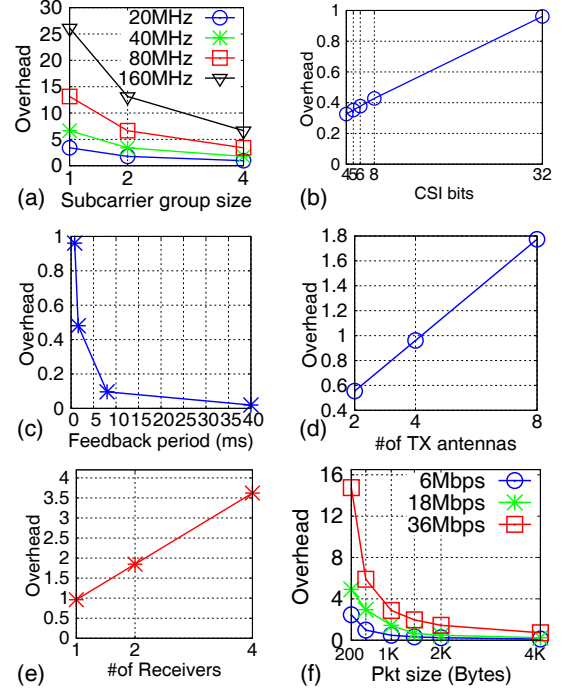 Overhead
30
25
20
15
10
5
0
20MHz
40MHz
80MHz
160MHz
1 2 4
(a) Subcarrier group size
Overhead
1
0.8
0.6
0.4
0.2
0
4 5 6 8 32
(b) CSI bits
Overhead
1
0.8
0.6
0.4
0.2
0
0 5 10 15 20 25 30 35 40
(c) Feedback period (ms)
Overhead
1.8
1.6
1.4
1.2
1
0.8
0.6
0.4
2 4 8
(d) #of TX antennas
Overhead
4
3.5
3
2.5
2
1.5
1
0.5
0
1 2 4
(e) #of Receivers
Overhead
16
12
8
4
0
6Mbps
18Mbps
36Mbps
200 1K 2K 4K
(f) Pkt size (Bytes)